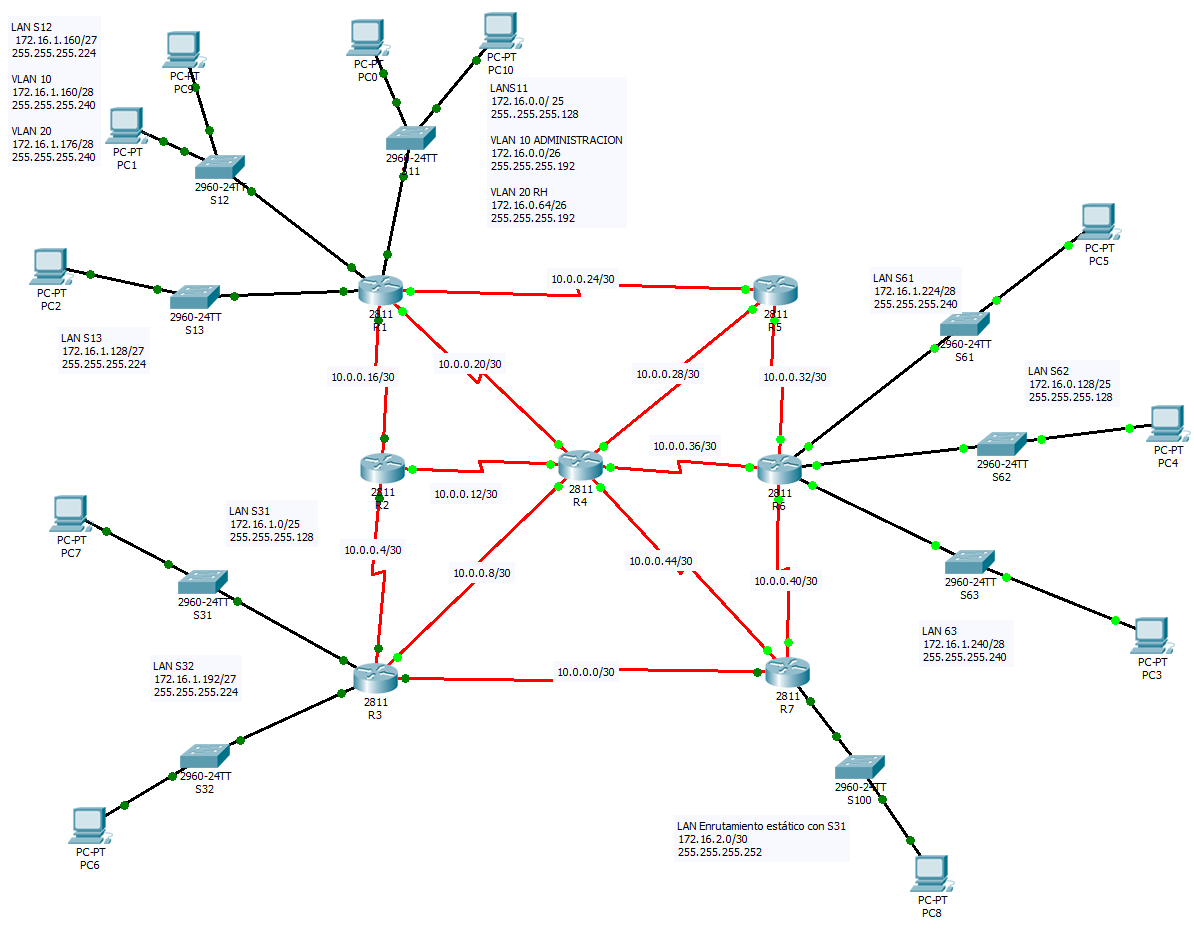 LAN S12
172.16.1.160/27
255.255.255.224
VLAN 10
172.16.1.160/28
255.255.255.240
VLAN 20
172.16.1.176/28
255.255.255.240
PC-PT
PC9
PC-PT
PC1
2960-24TT
S12
PC-PT
PC0
PC-PT
PC10
2960-24TT
S11
LANS11
172.16.0.0/ 25
255..255.255.128
VLAN 10 ADMINISTRACION
172.16.0.0/26
255.255.255.192
VLAN 20 RH
172.16.0.64/26
255.255.255.192
PC-PT
PC2
2960-24TT
S13
LAN S13
172.16.1.128/27
255.255.255.224
2811
R1
10.0.0.24/30
2811
R5
10.0.0.16/30
10.0.0.20/30
10.0.0.28/30
10.0.0.32/30
LAN S61
172.16.1.224/28
255.255.255.240
PC-PT
PC5
2960-24TT
S61
LAN S62
172.16.0.128/25
255.255.255.128
PC-PT
PC4
2960-24TT
S62
2811
R2
10.0.0.12/30
2811
R4
10.0.0.36/30
2811
R6
10.0.0.4/30
10.0.0.8/30
10.0.0.44/30
10.0.0.40/30
LAN S31
172.16.1.0/25
255.255.255.128
PC-PT
PC7
2960-24TT
S31
2960-24TT
S63
LAN 63
172.16.1.240/28
255.255.255.240
PC-PT
PC3
LAN S32
172.16.1.192/27
255.255.255.224
2811
R3
10.0.0.0/30
2811
R7
2960-24TT
S32
PC-PT
PC6
2960-24TT
S100
LAN Enrutamiento estático con S31
172.16.2.0/30
255.255.255.252
PC-PT
PC8